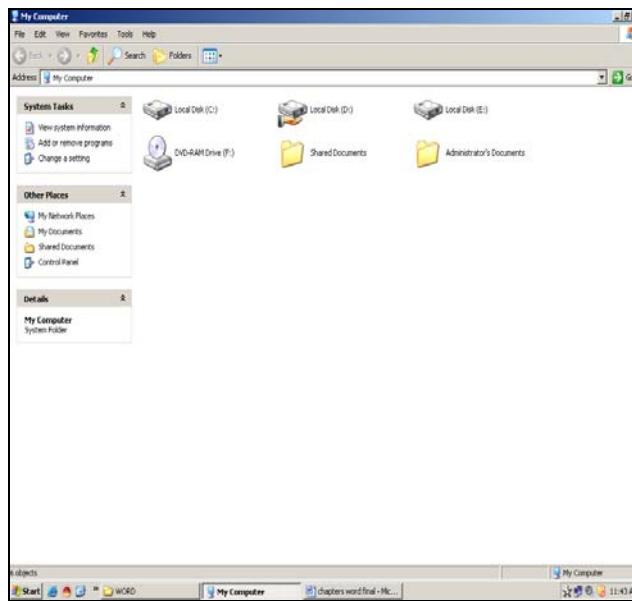 My Computer
File Edit View Favorites Tools Help
Back Search Folders
Address My Computer Go
System Tasks
View system information
Add or remove programs
Change a setting
Other Places
My Network Places
My Documents
Shared Documents
Control Panel
Details
My Computer
System Folder
Local Disk (C:) Local Disk (D:) Local Disk (E:)
DVD-RAM Drive (F:) Shared Documents Administrator's Documents
6 objects My Computer
Start WORD My Computer chapters word final - Mic... 11:43 A